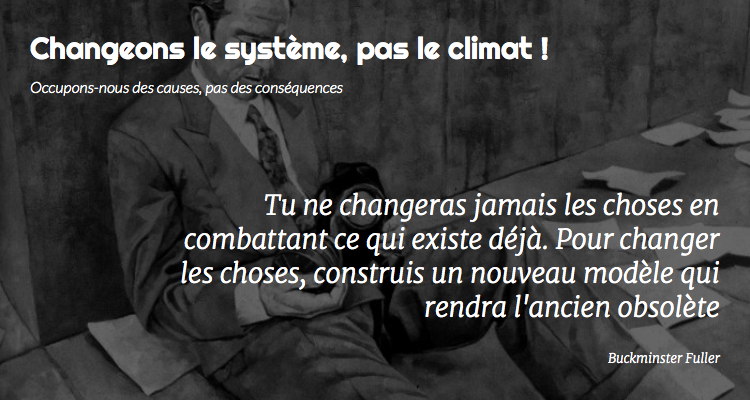 Changeons le système, pas le climat !
Occupons-nous des causes, pas des conséquences
Tu ne changeras jamais les choses en
combattant ce qui existe déjà. Pour changer
les choses, construis un nouveau modèle qui
rendra l'ancien obsolète
Buckminster Fuller